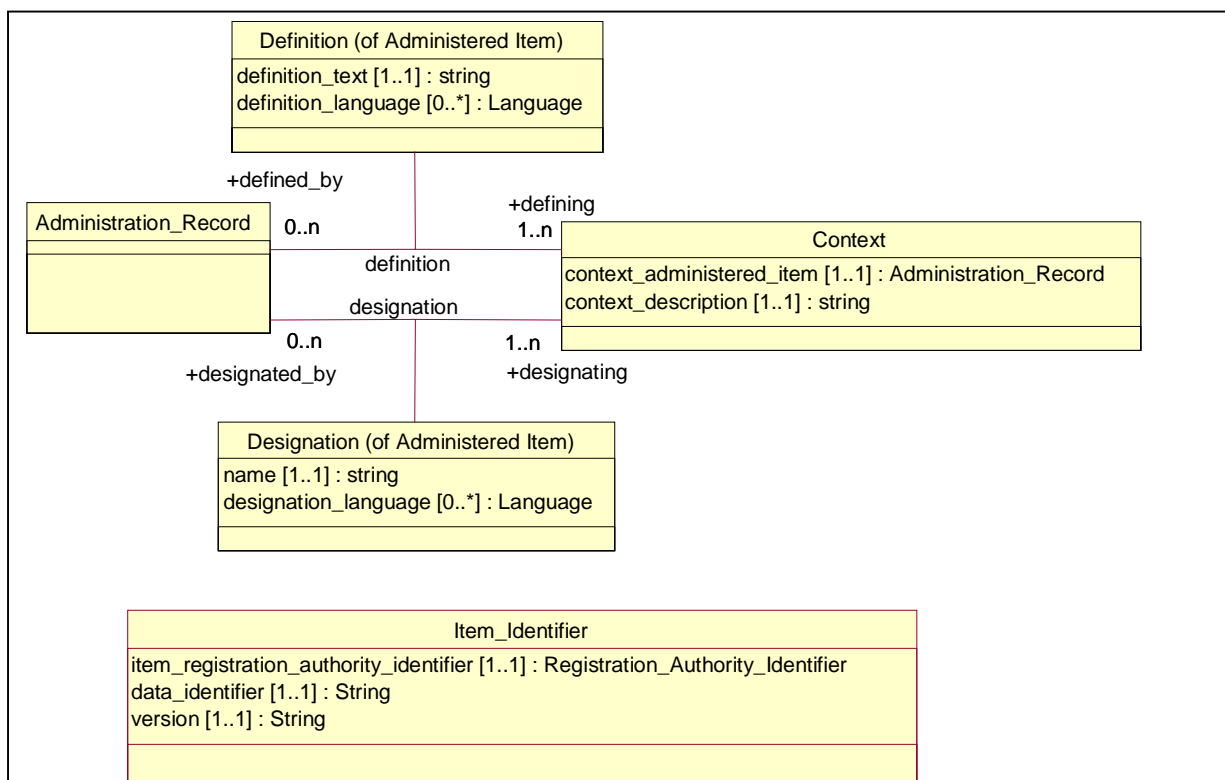 Definition (of Administered Item)
definition_text [1..1] : string
definition_language [0..*] : Language
+defined_by
+defining
Administration_Record
0..n
1..n
definition
Context
context_administered_item [1..1] : Administration_Record
context_description [1..1] : string
designation
0..n
1..n
+designated_by
+designating
Designation (of Administered Item)
name [1..1] : string
designation_language [0..*] : Language
Item_Identifier
item_registration_authority_identifier [1..1] : Registration_Authority_Identifier
data_identifier [1..1] : String
version [1..1] : String